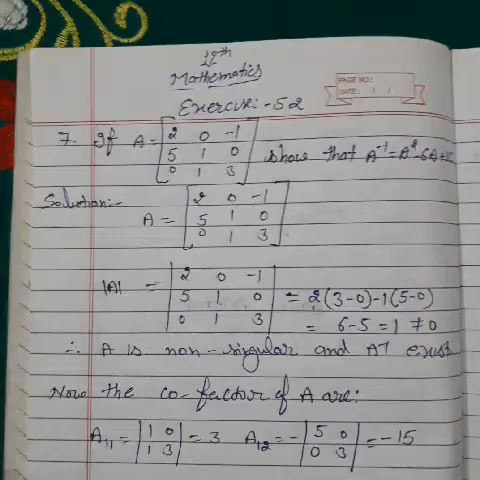 12th
Mathematics
PAGE NO:
DATE: / /
Exercise:-5.2
7. If A = [2 0 -1
5 1 0
0 1 3] show that A⁻¹=A²-6A+
Solution:-
A = [2 0 -1
5 1 0
0 1 3]
|A| = |2 0 -1
5 1 0
0 1 3| = 2(3-0)-1(5-0)
= 6-5=1≠0
∴ A is non-singular and A⁻¹ exist
Now the co-factor of A are:
A₁₁ = |1 0
1 3| = 3 A₁₂ = -|5 0
0 3| = -15